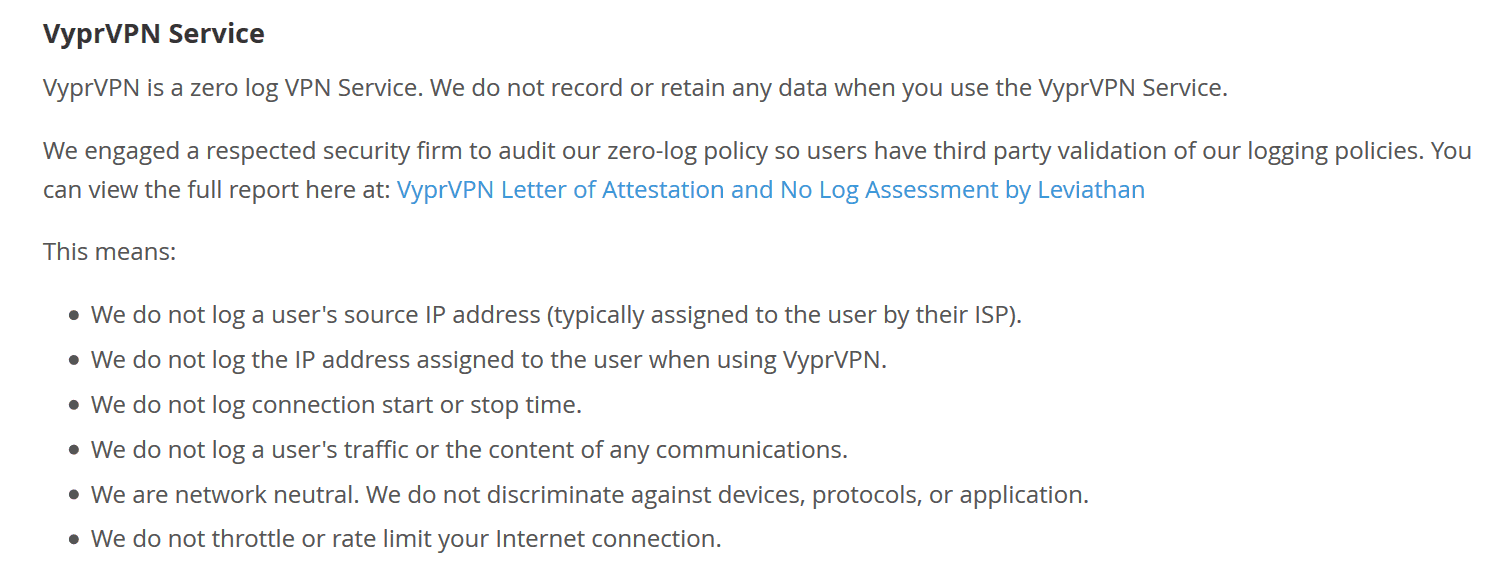 VyprVPN Service
VyprVPN is a zero log VPN Service. We do not record or retain any data when you use the VyprVPN Service.
We engaged a respected security firm to audit our zero-log policy so users have third party validation of our logging policies. You
can view the full report here at: VyprVPN Letter of Attestation and No Log Assessment by Leviathan
This means:
• We do not log a user's source IP address (typically assigned to the user by their ISP).
• We do not log the IP address assigned to the user when using VyprVPN.
• We do not log connection start or stop time.
• We do not log a user's traffic or the content of any communications.
• We are network neutral. We do not discriminate against devices, protocols, or application.
• We do not throttle or rate limit your Internet connection.